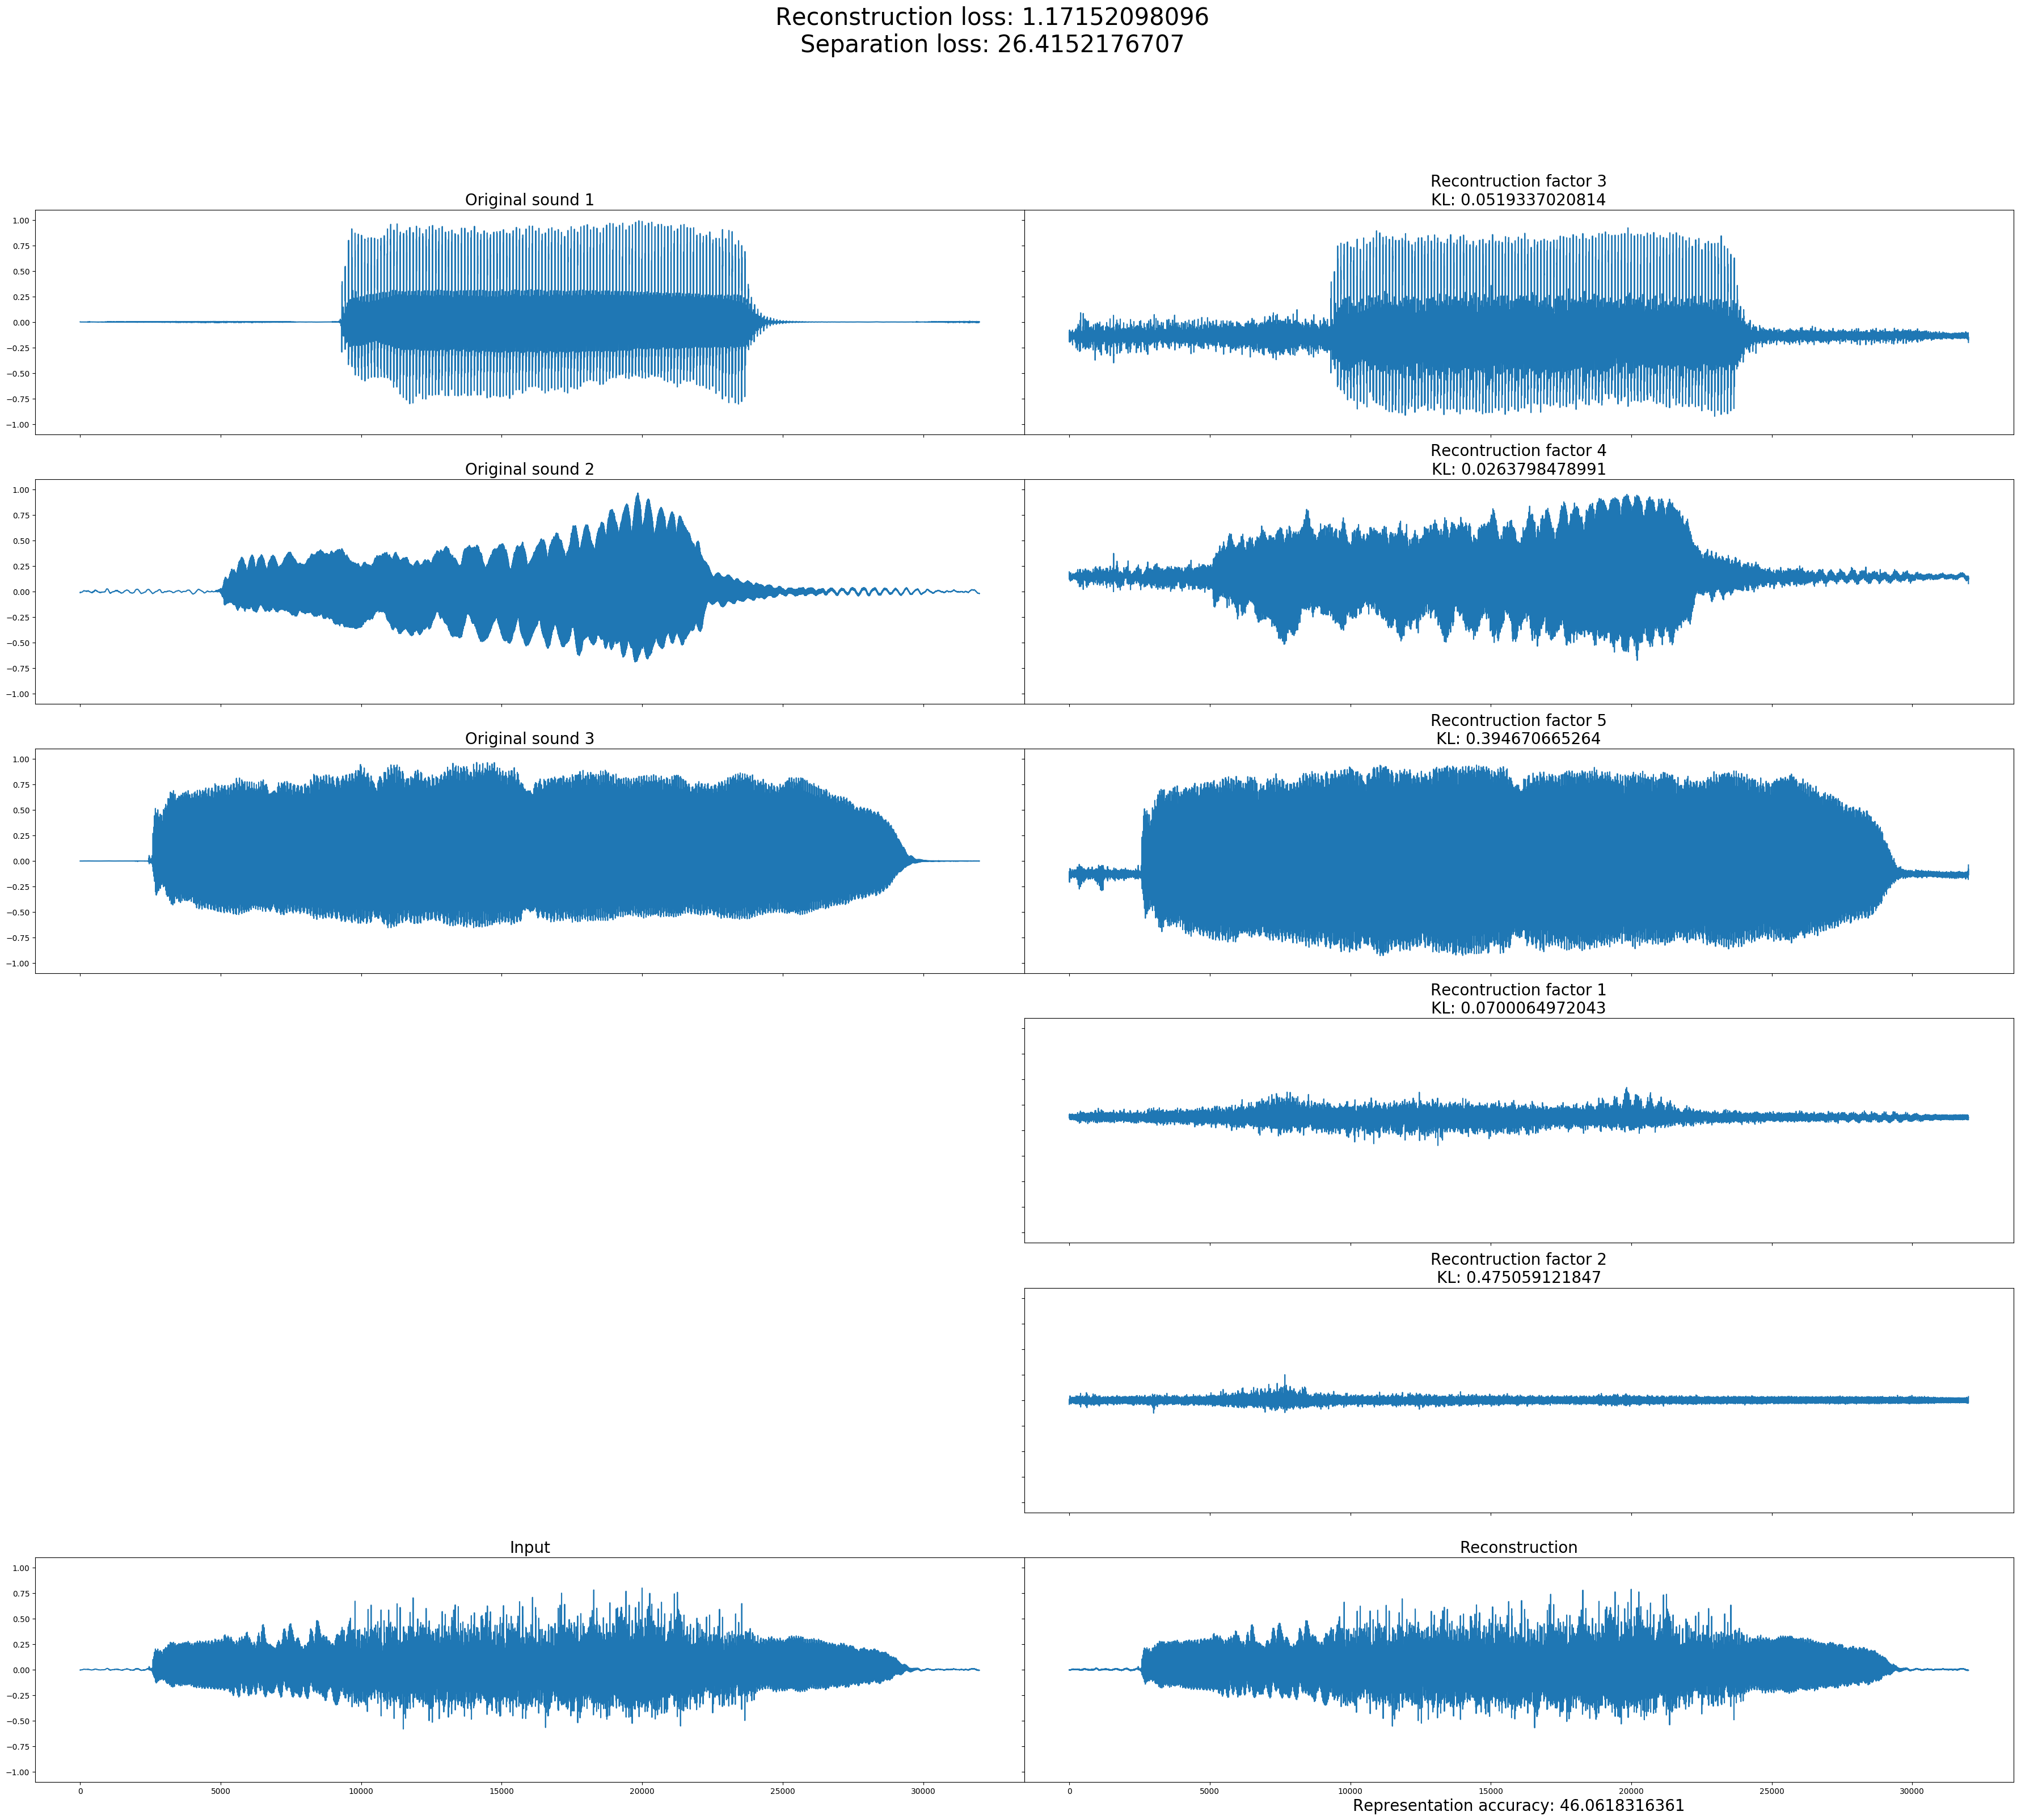 Reconstruction loss: 1.17152098096
Separation loss: 26.4152176707
Original sound 1
Recontruction factor 3
KL: 0.0519337020814
1.00
0.75
0.50
0.25
0.00
−0.25
−0.50
−0.75
−1.00
Original sound 2
Recontruction factor 4
KL: 0.0263798478991
1.00
0.75
0.50
0.25
0.00
−0.25
−0.50
−0.75
−1.00
Original sound 3
Recontruction factor 5
KL: 0.394670665264
1.00
0.75
0.50
0.25
0.00
−0.25
−0.50
−0.75
−1.00
Recontruction factor 1
KL: 0.0700064972043
Recontruction factor 2
KL: 0.475059121847
Input
Reconstruction
1.00
0.75
0.50
0.25
0.00
−0.25
−0.50
−0.75
−1.00
0 5000 10000 15000 20000 25000 30000
0 5000 10000 15000 20000 25000 30000
Representation accuracy: 46.0618316361